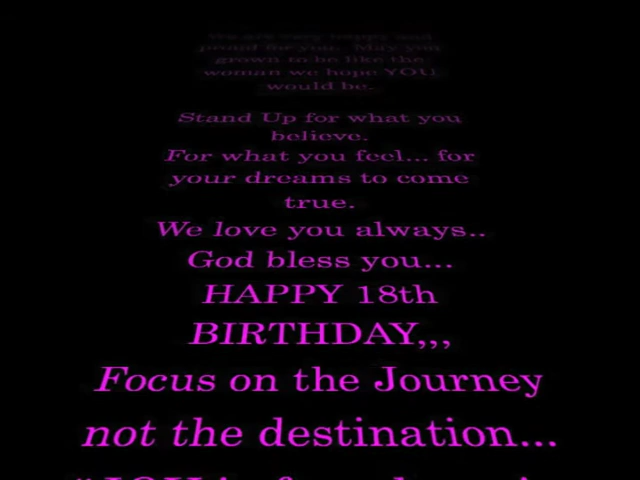 We are very happy and
proud for you. May you
grown to be like the
woman we hope YOU
would be.
Stand Up for what you
believe.
For what you feel... for
your dreams to come
true.
We love you always..
God bless you...
HAPPY 18th
BIRTHDAY,,,
Focus on the Journey
not the destination...